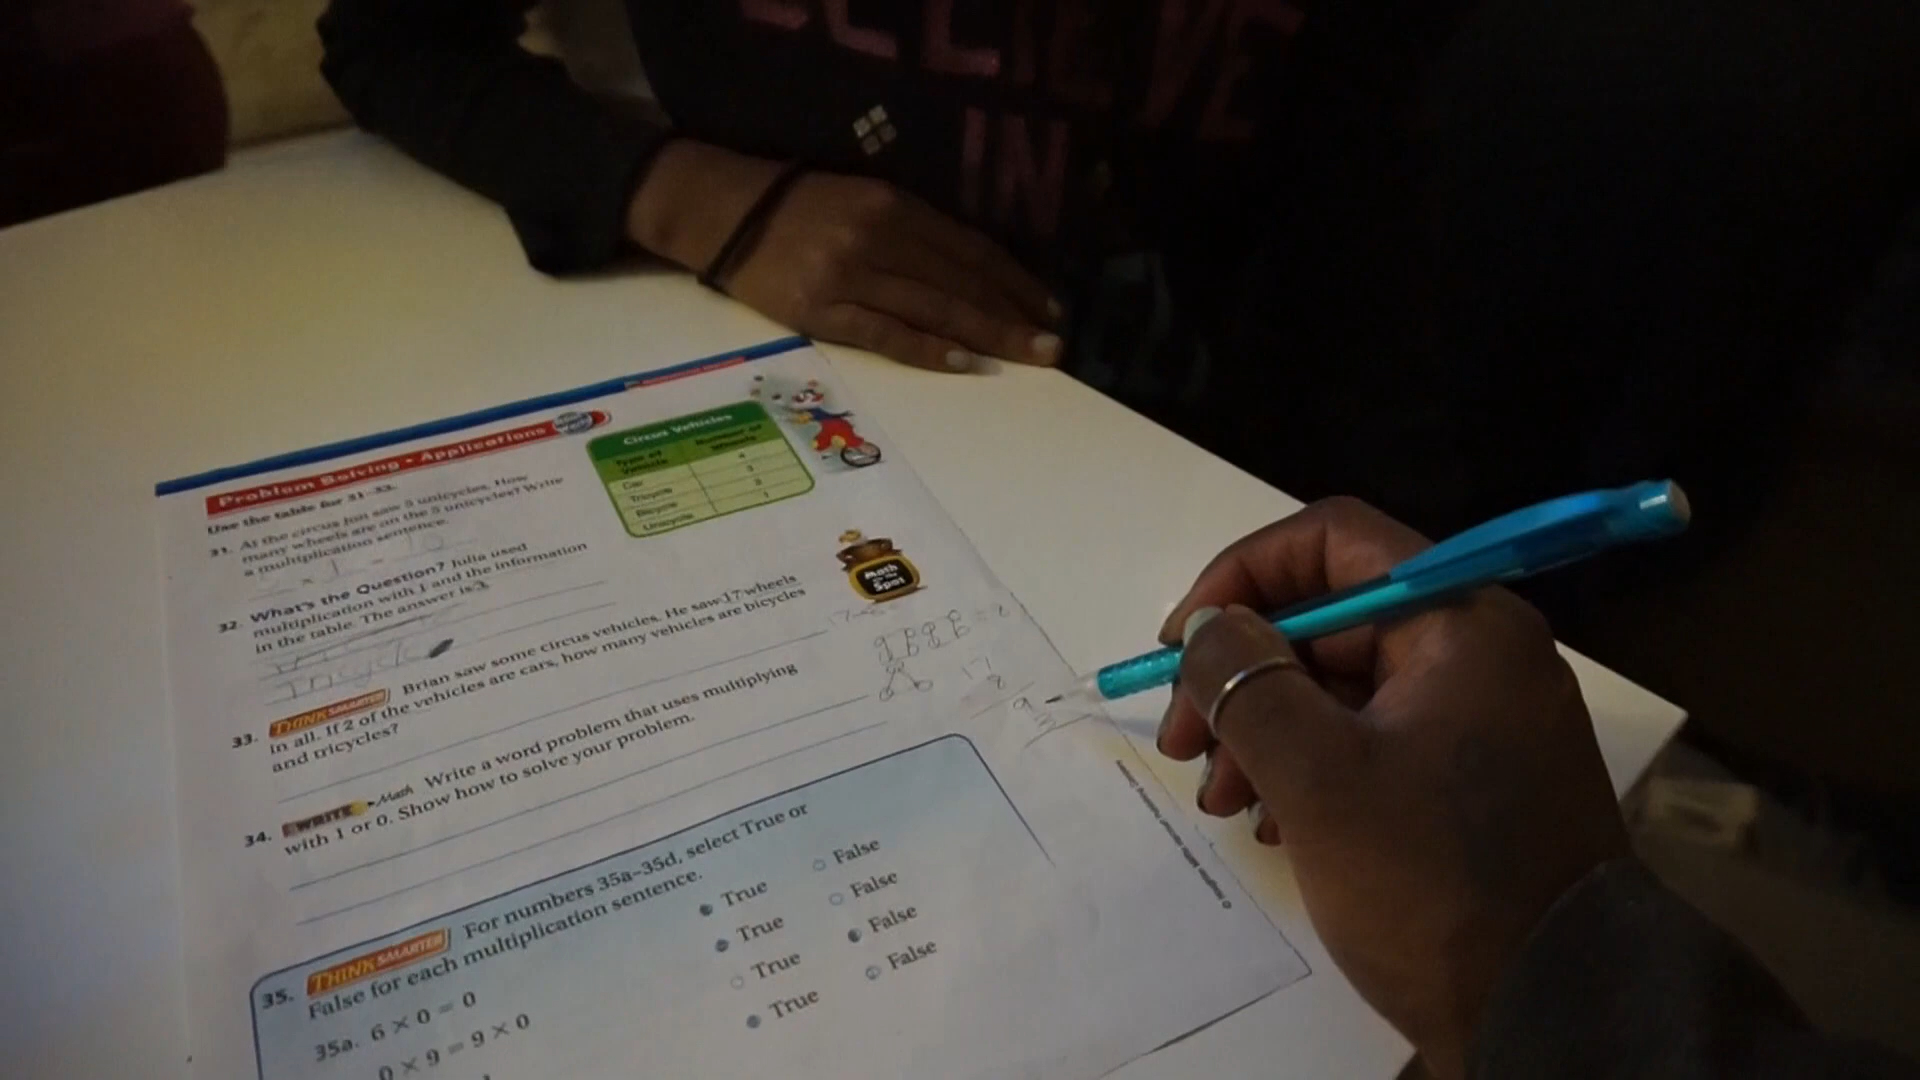 BELIEVE
IN
Problem Solving • Applications
Use the table for 31–33.
31. At the circus Jon saw 5 unicycles. How
many wheels are on the 5 unicycles? Write
a multiplication sentence.
× 1 =
Circus Vehicles
Type of Vehicle Number of Wheels
Car 4
Tricycle 3
Bicycle 2
Unicycle 1
32. What's the Question? Julia used
multiplication with 1 and the information
in the table. The answer is 3.
Tricycle
Math on the Spot
33. THINK SMARTER Brian saw some circus vehicles. He saw 17 wheels
in all. If 2 of the vehicles are cars, how many vehicles are bicycles
and tricycles?
= 8
17
8
9
3
34. WRITE Math Write a word problem that uses multiplying
with 1 or 0. Show how to solve your problem.
35. THINK SMARTER For numbers 35a–35d, select True or
False for each multiplication sentence.
35a. 6 × 0 = 0 True False
0 × 9 = 9 × 0 True False
True False
True False